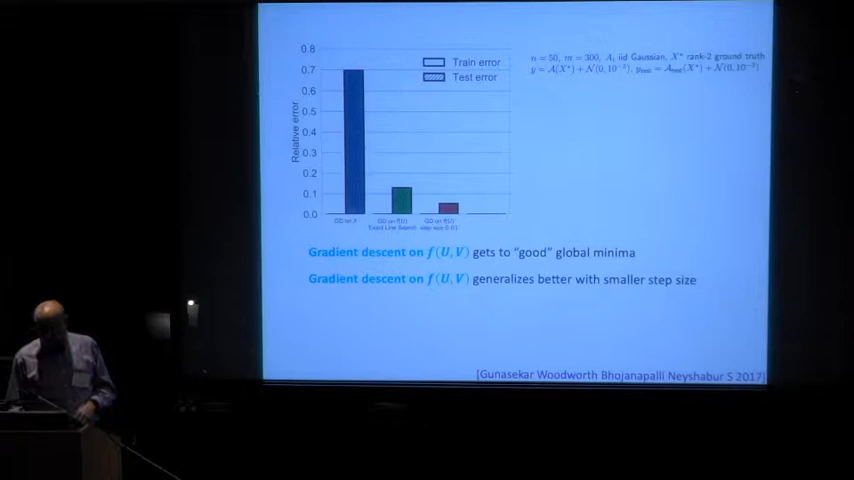 0.8
0.7
0.6
0.5
0.4
0.3
0.2
0.1
0.0
Relative error
Train error
Test error
n = 50, m = 300, A_i iid Gaussian, X* rank-2 ground truth
y = 𝒜(X*) + 𝒩(0, 10⁻³), y_test = 𝒜_test(X*) + 𝒩(0, 10⁻³)
GD on X
GD on f(U)
Exact Line Search
GD on f(U)
step size 0.01
Gradient descent on f(U, V) gets to “good” global minima
Gradient descent on f(U, V) generalizes better with smaller step size
[Gunasekar Woodworth Bhojanapalli Neyshabur S 2017]